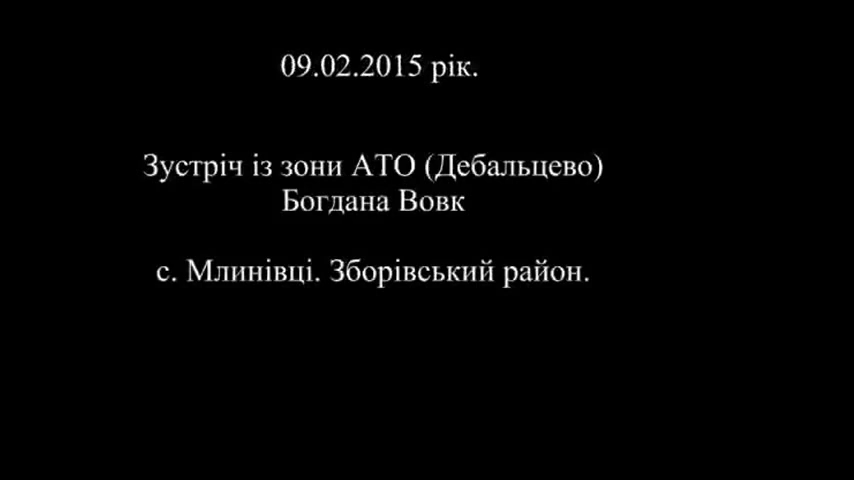 09.02.2015 рік.
Зустріч із зони АТО (Дебальцево)
Богдана Вовк
с. Млинівці. Зборівський район.